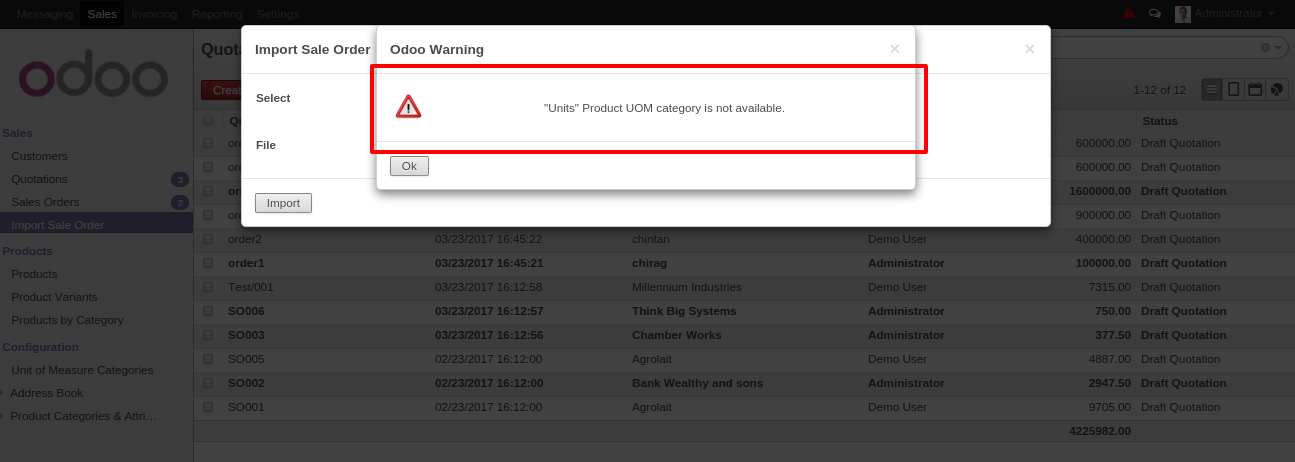 Messaging Sales Invoicing Reporting Settings Administrator
odoo
Sales
Customers
Quotations 3
Sales Orders 2
Import Sale Order
Products
Products
Product Variants
Products by Category
Configuration
Unit of Measure Categories
Address Book
Product Categories & Attri...
Import Sale Order
×
Select
File
Import
Odoo Warning
×
"Units" Product UOM category is not available.
Ok
1-12 of 12
Status
600000.00 Draft Quotation
600000.00 Draft Quotation
1600000.00 Draft Quotation
900000.00 Draft Quotation
order2 03/23/2017 16:45:22 chintan Demo User 400000.00 Draft Quotation
order1 03/23/2017 16:45:21 chirag Administrator 100000.00 Draft Quotation
Test/001 03/23/2017 16:12:58 Millennium Industries Demo User 7315.00 Draft Quotation
SO006 03/23/2017 16:12:57 Think Big Systems Administrator 750.00 Draft Quotation
SO003 03/23/2017 16:12:56 Chamber Works Administrator 377.50 Draft Quotation
SO005 02/23/2017 16:12:00 Agrolait Demo User 4887.00 Draft Quotation
SO002 02/23/2017 16:12:00 Bank Wealthy and sons Administrator 2947.50 Draft Quotation
SO001 02/23/2017 16:12:00 Agrolait Demo User 9705.00 Draft Quotation
4225982.00